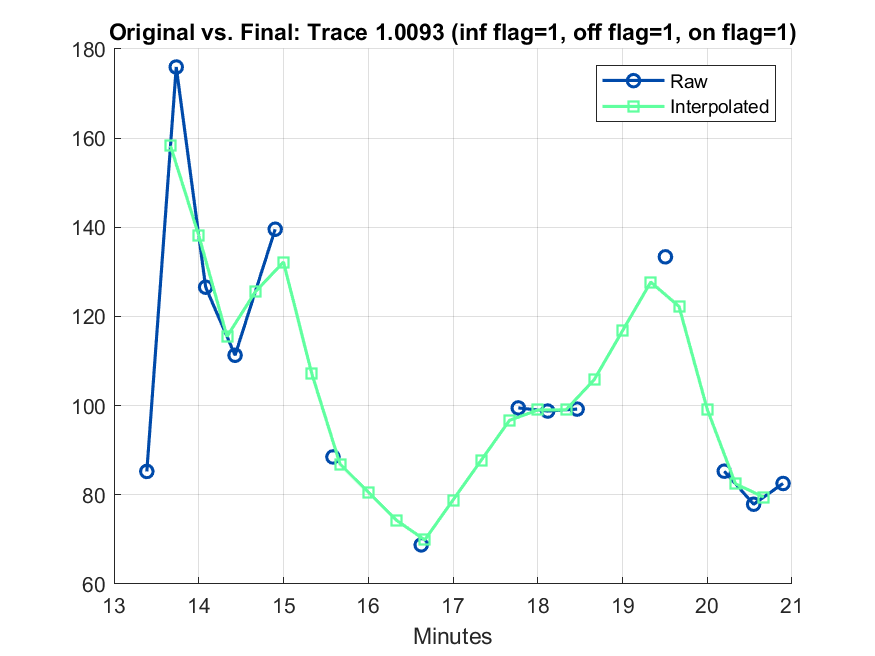 Original vs. Final: Trace 1.0093 (inf flag=1, off flag=1, on flag=1)
Raw
Interpolated
180
160
140
120
100
80
60
13 14 15 16 17 18 19 20 21
Minutes